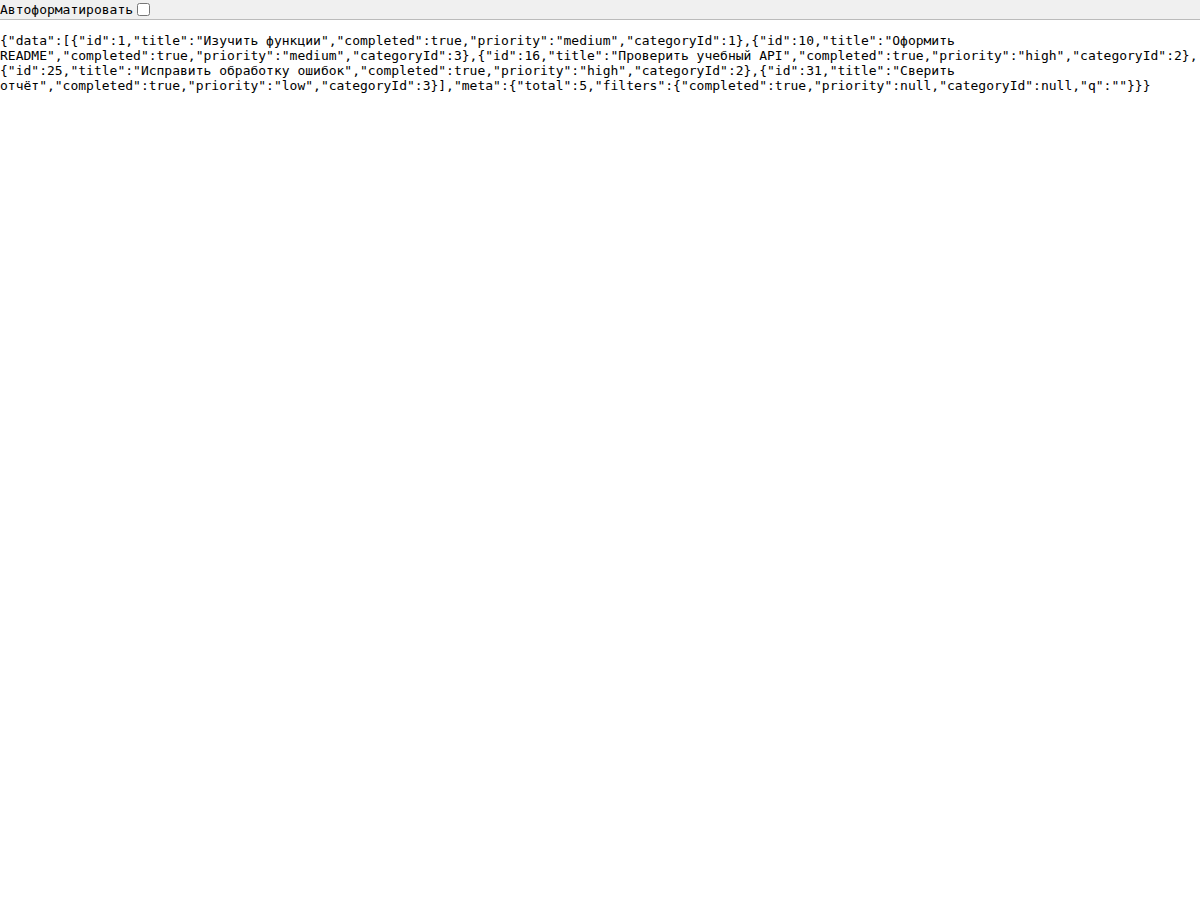 Автоформатировать
{"data":[{"id":1,"title":"Изучить функции","completed":true,"priority":"medium","categoryId":1},{"id":10,"title":"Оформить
README","completed":true,"priority":"medium","categoryId":3},{"id":16,"title":"Проверить учебный API","completed":true,"priority":"high","categoryId":2},
{"id":25,"title":"Исправить обработку ошибок","completed":true,"priority":"high","categoryId":2},{"id":31,"title":"Сверить
отчёт","completed":true,"priority":"low","categoryId":3}],"meta":{"total":5,"filters":{"completed":true,"priority":null,"categoryId":null,"q":""}}}